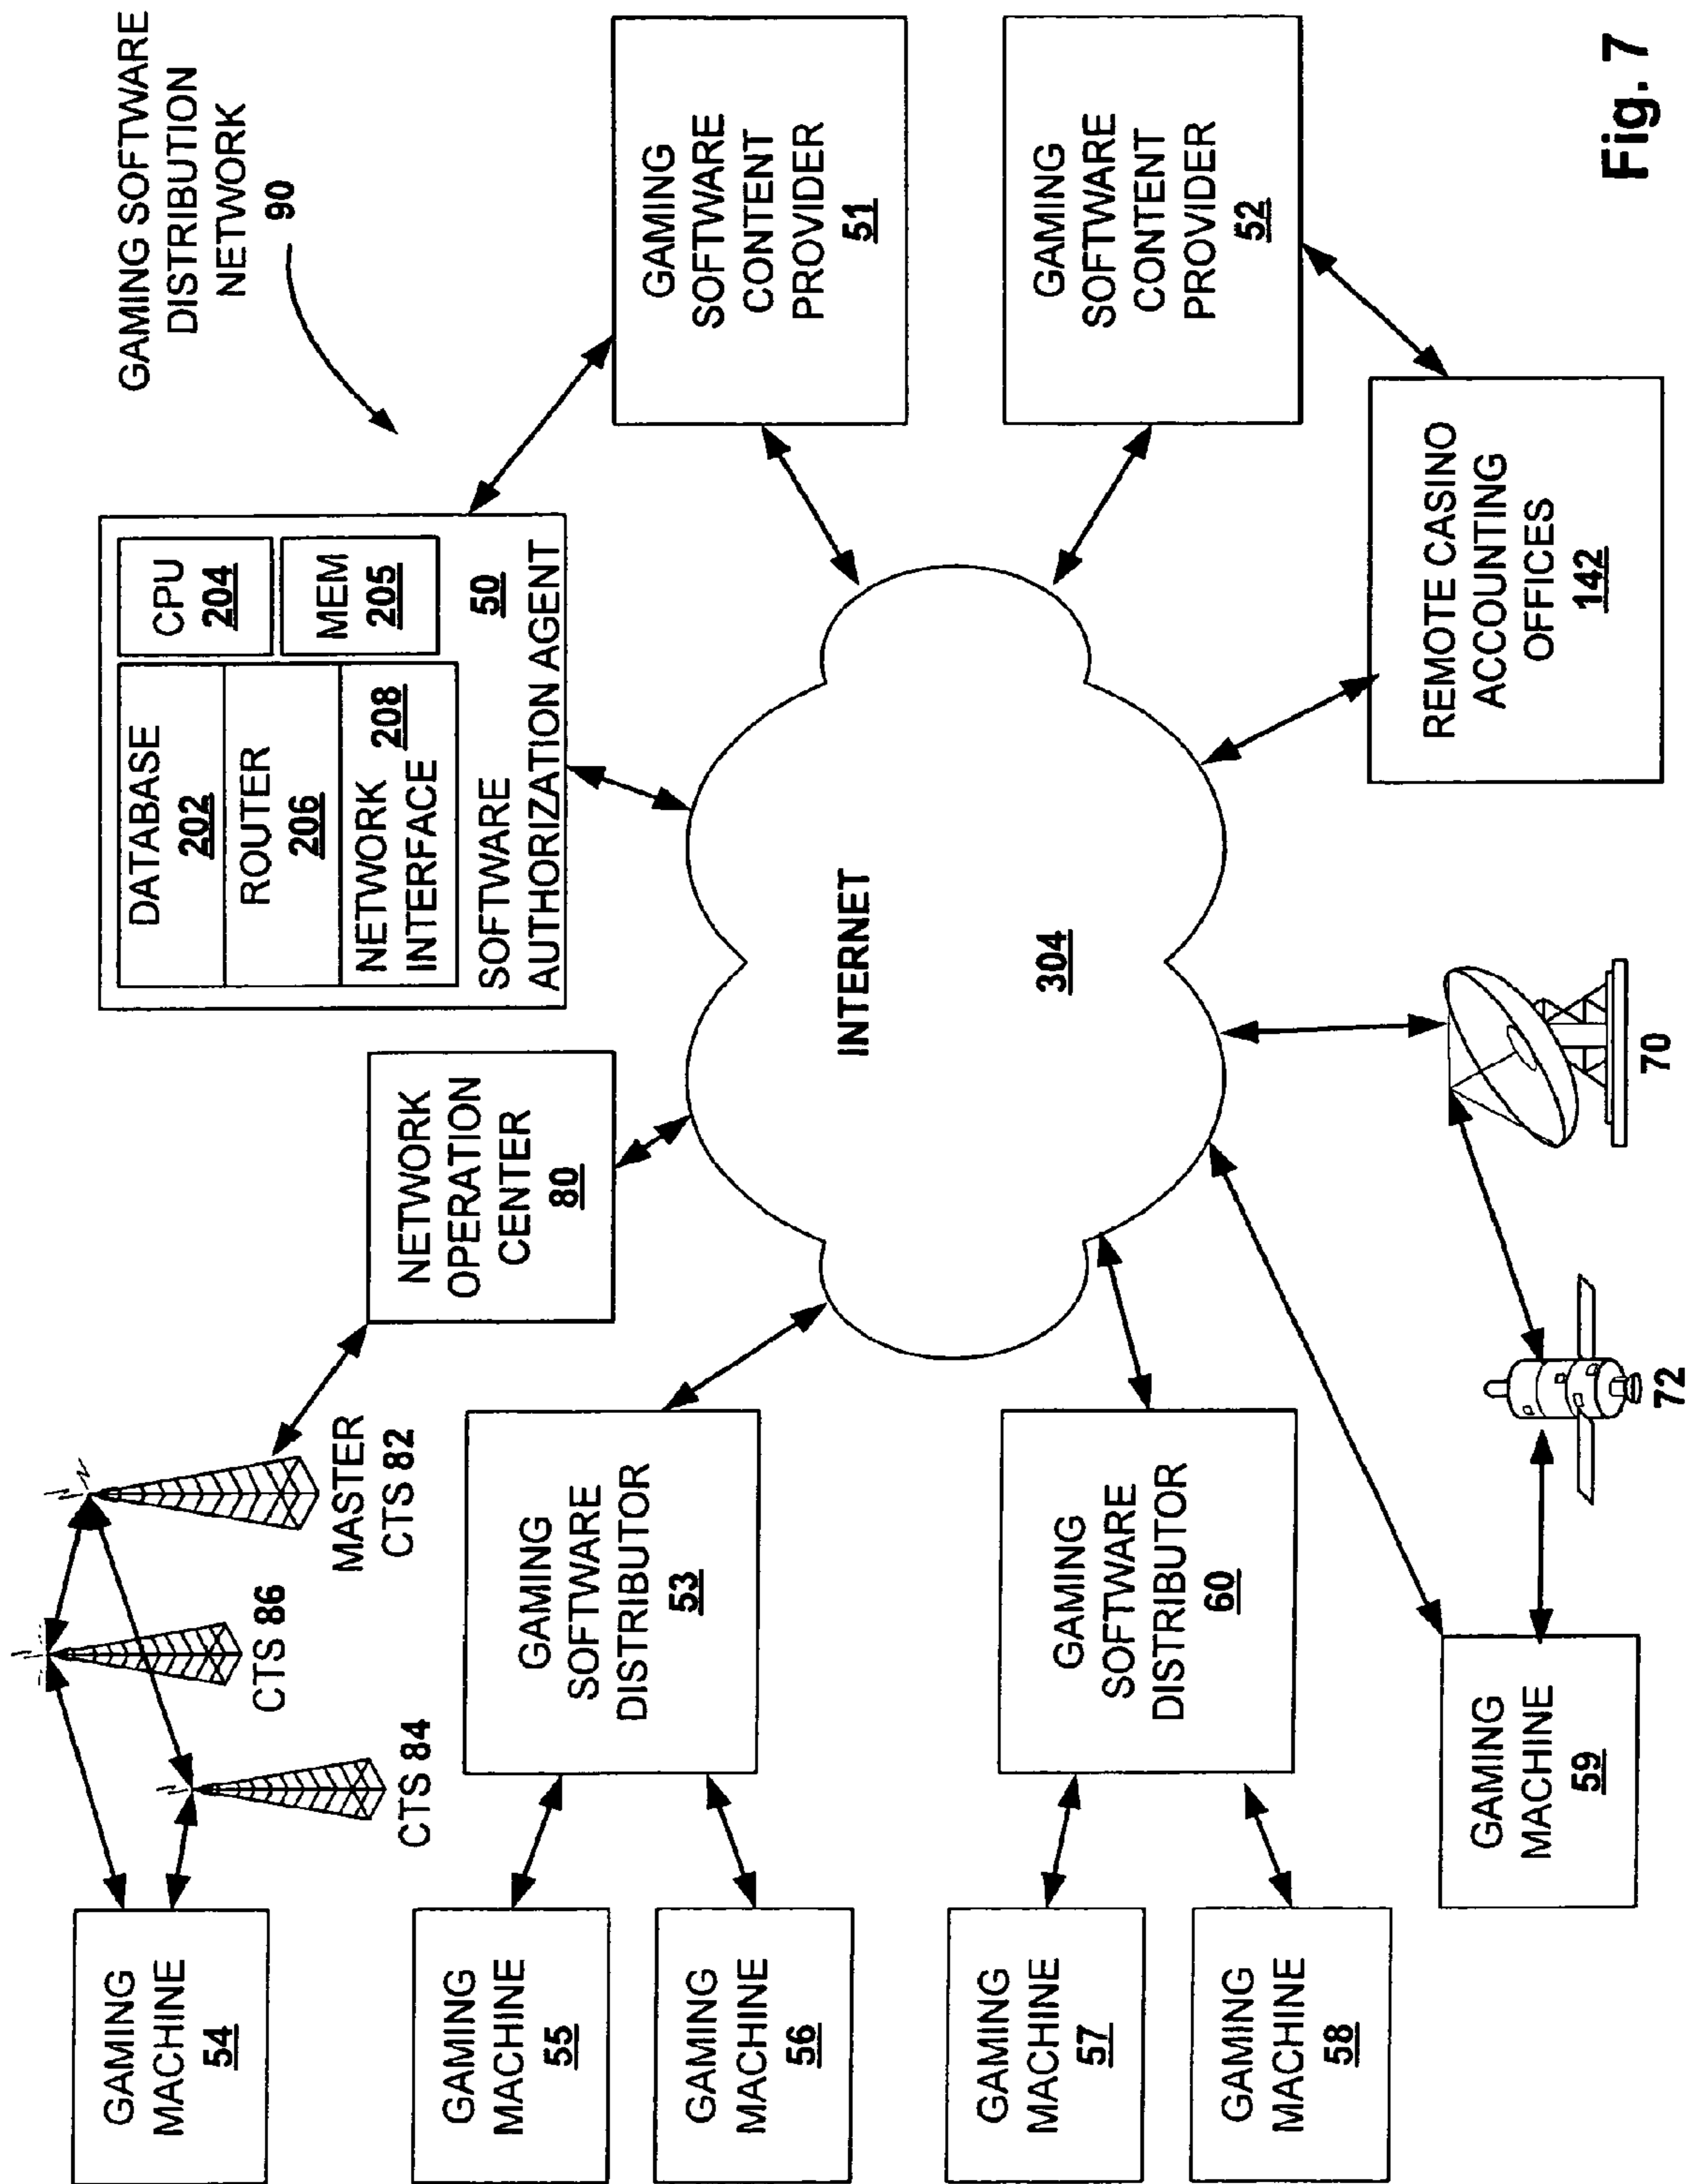 GAMING SOFTWARE
DISTRIBUTION
NETWORK
90
DATABASE
202
ROUTER
206
NETWORK
208
INTERFACE
CPU
204
MEM
205
50
SOFTWARE
AUTHORIZATION AGENT
GAMING
SOFTWARE
CONTENT
PROVIDER
51
GAMING
SOFTWARE
CONTENT
PROVIDER
52
REMOTE CASINO
ACCOUNTING
OFFICES
142
INTERNET
304
NETWORK
OPERATION
CENTER
80
MASTER
CTS 82
CTS 86
CTS 84
GAMING
SOFTWARE
DISTRIBUTOR
53
GAMING
SOFTWARE
DISTRIBUTOR
60
GAMING
MACHINE
54
GAMING
MACHINE
55
GAMING
MACHINE
56
GAMING
MACHINE
57
GAMING
MACHINE
58
GAMING
MACHINE
59
72
70
Fig. 7